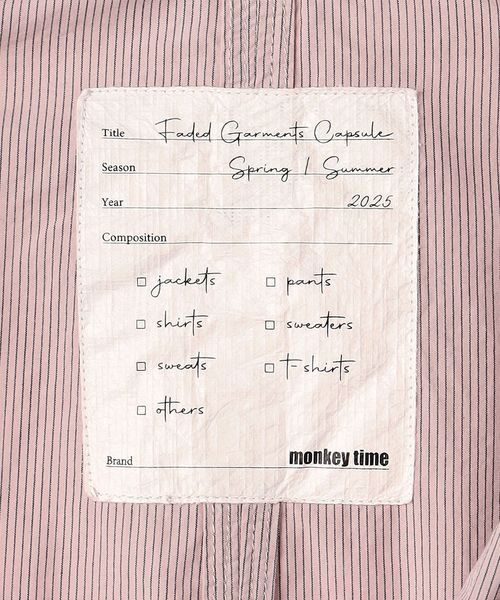 Title Faded Garments Capsule
Season Spring / Summer
Year 2025
Composition
☐ jackets ☐ pants
☐ shirts ☐ sweaters
☐ sweats ☐ t-shirts
☐ others
Brand monkey time